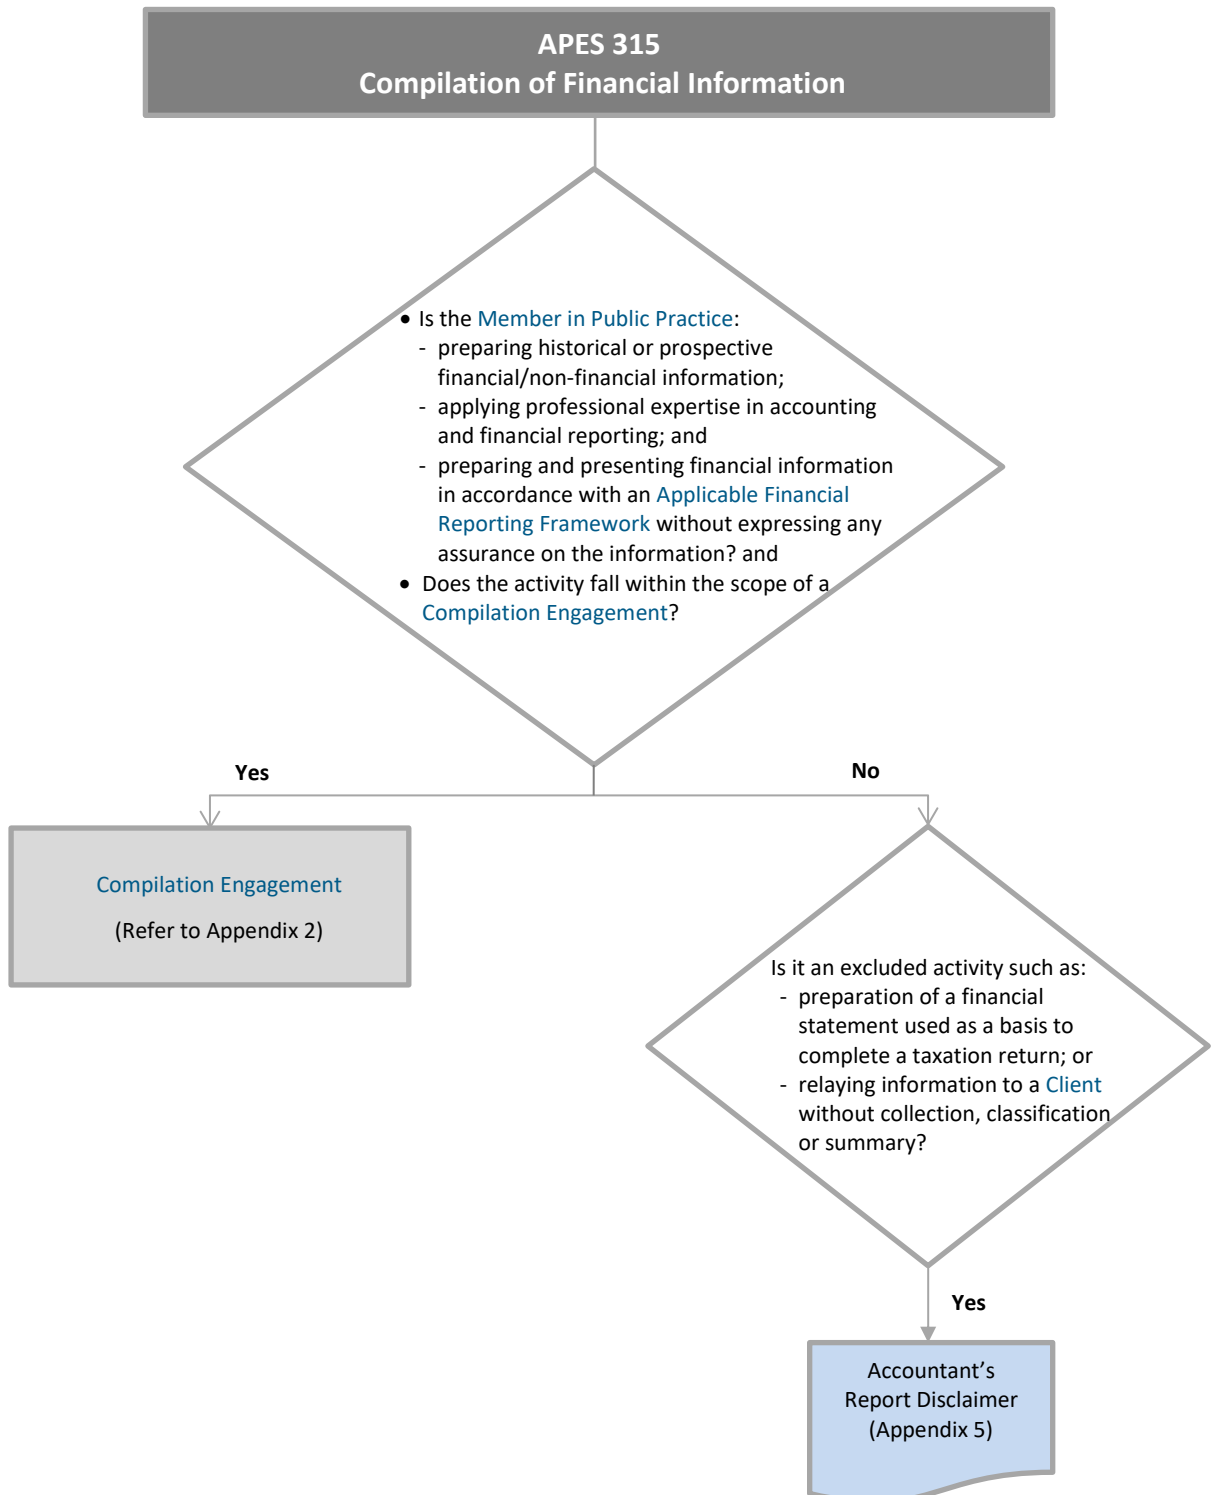 APES 315
Compilation of Financial Information
• Is the Member in Public Practice:
- preparing historical or prospective
financial/non-financial information;
- applying professional expertise in accounting
and financial reporting; and
- preparing and presenting financial information
in accordance with an Applicable Financial
Reporting Framework without expressing any
assurance on the information? and
• Does the activity fall within the scope of a
Compilation Engagement?
Yes
No
Compilation Engagement
(Refer to Appendix 2)
Is it an excluded activity such as:
- preparation of a financial
statement used as a basis to
complete a taxation return; or
- relaying information to a Client
without collection, classification
or summary?
Yes
Accountant’s
Report Disclaimer
(Appendix 5)